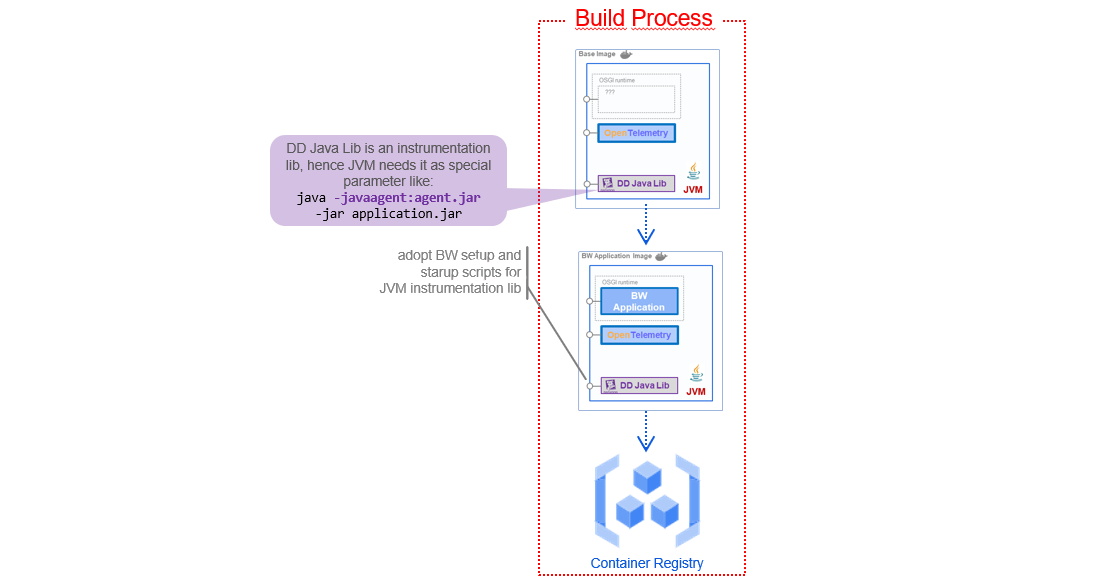 Build Process
Base Image
OSGI runtime
???
OpenTelemetry
DD Java Lib
JVM
DD Java Lib is an instrumentation
lib, hence JVM needs it as special
parameter like:
java -javaagent:agent.jar
-jar application.jar
adopt BW setup and
starup scripts for
JVM instrumentation lib
BW Application Image
OSGI runtime
BW
Application
OpenTelemetry
DD Java Lib
JVM
Container Registry